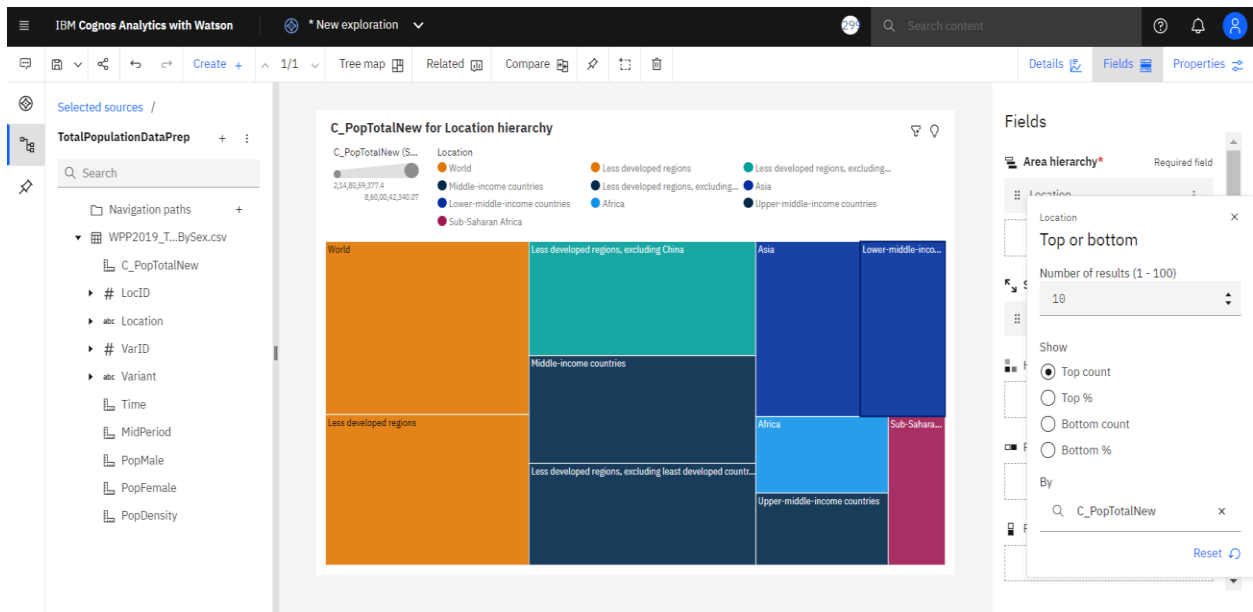 IBM Cognos Analytics with Watson
* New exploration
Search content
Create +
1/1
Tree map
Related
Compare
Details
Fields
Properties
Selected sources /
TotalPopulationDataPrep
Search
Navigation paths
WPP2019_T...BySex.csv
C_PopTotalNew
# LocID
abc Location
# VarID
abc Variant
Time
MidPeriod
PopMale
PopFemale
PopDensity
C_PopTotalNew for Location hierarchy
C_PopTotalNew (S...
2,14,80,59,377.4
8,60,00,42,340.07
Location
World
Less developed regions
Less developed regions, excluding...
Middle-income countries
Less developed regions, excluding...
Asia
Lower-middle-income countries
Africa
Upper-middle-income countries
Sub-Saharan Africa
World
Less developed regions, excluding China
Asia
Lower-middle-inco...
Middle-income countries
Less developed regions
Africa
Sub-Sahara...
Less developed regions, excluding least developed countr...
Upper-middle-income countries
Fields
Area hierarchy*
Required field
Location
Location
Top or bottom
Number of results (1 - 100)
10
Show
Top count
Top %
Bottom count
Bottom %
By
C_PopTotalNew
Reset